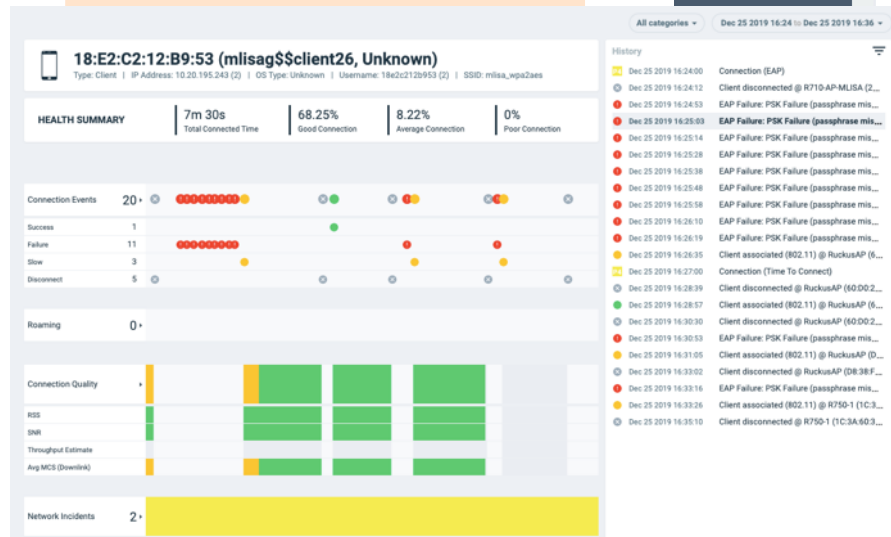 All categories
Dec 25 2019 16:24 to Dec 25 2019 16:36
18:E2:C2:12:B9:53 (mlisag$$client26, Unknown)
Type: Client | IP Address: 10.20.195.243 (2) | OS Type: Unknown | Username: 18e2c212b953 (2) | SSID: mlisa_wpa2aes
HEALTH SUMMARY
7m 30s
Total Connected Time
68.25%
Good Connection
8.22%
Average Connection
0%
Poor Connection
Connection Events 20
Success 1
Failure 11
Slow 3
Disconnect 5
Roaming 0
Connection Quality
RSS
SNR
Throughput Estimate
Avg MCS (Downlink)
Network Incidents 2
History
P4 Dec 25 2019 16:24:00 Connection (EAP)
Dec 25 2019 16:24:12 Client disconnected @ R710-AP-MLISA (2...
Dec 25 2019 16:24:53 EAP Failure: PSK Failure (passphrase mis...
Dec 25 2019 16:25:03 EAP Failure: PSK Failure (passphrase mis...
Dec 25 2019 16:25:14 EAP Failure: PSK Failure (passphrase mis...
Dec 25 2019 16:25:28 EAP Failure: PSK Failure (passphrase mis...
Dec 25 2019 16:25:38 EAP Failure: PSK Failure (passphrase mis...
Dec 25 2019 16:25:48 EAP Failure: PSK Failure (passphrase mis...
Dec 25 2019 16:25:58 EAP Failure: PSK Failure (passphrase mis...
Dec 25 2019 16:26:10 EAP Failure: PSK Failure (passphrase mis...
Dec 25 2019 16:26:19 EAP Failure: PSK Failure (passphrase mis...
Dec 25 2019 16:26:35 Client associated (802.11) @ RuckusAP (6...
P4 Dec 25 2019 16:27:00 Connection (Time To Connect)
Dec 25 2019 16:28:39 Client disconnected @ RuckusAP (60:D0:2...
Dec 25 2019 16:28:57 Client associated (802.11) @ RuckusAP (6...
Dec 25 2019 16:30:30 Client disconnected @ RuckusAP (60:D0:2...
Dec 25 2019 16:30:53 EAP Failure: PSK Failure (passphrase mis...
Dec 25 2019 16:31:05 Client associated (802.11) @ RuckusAP (D...
Dec 25 2019 16:33:02 Client disconnected @ RuckusAP (D8:38:F...
Dec 25 2019 16:33:16 EAP Failure: PSK Failure (passphrase mis...
Dec 25 2019 16:33:26 Client associated (802.11) @ R750-1 (1C:3...
Dec 25 2019 16:35:10 Client disconnected @ R750-1 (1C:3A:60:3...